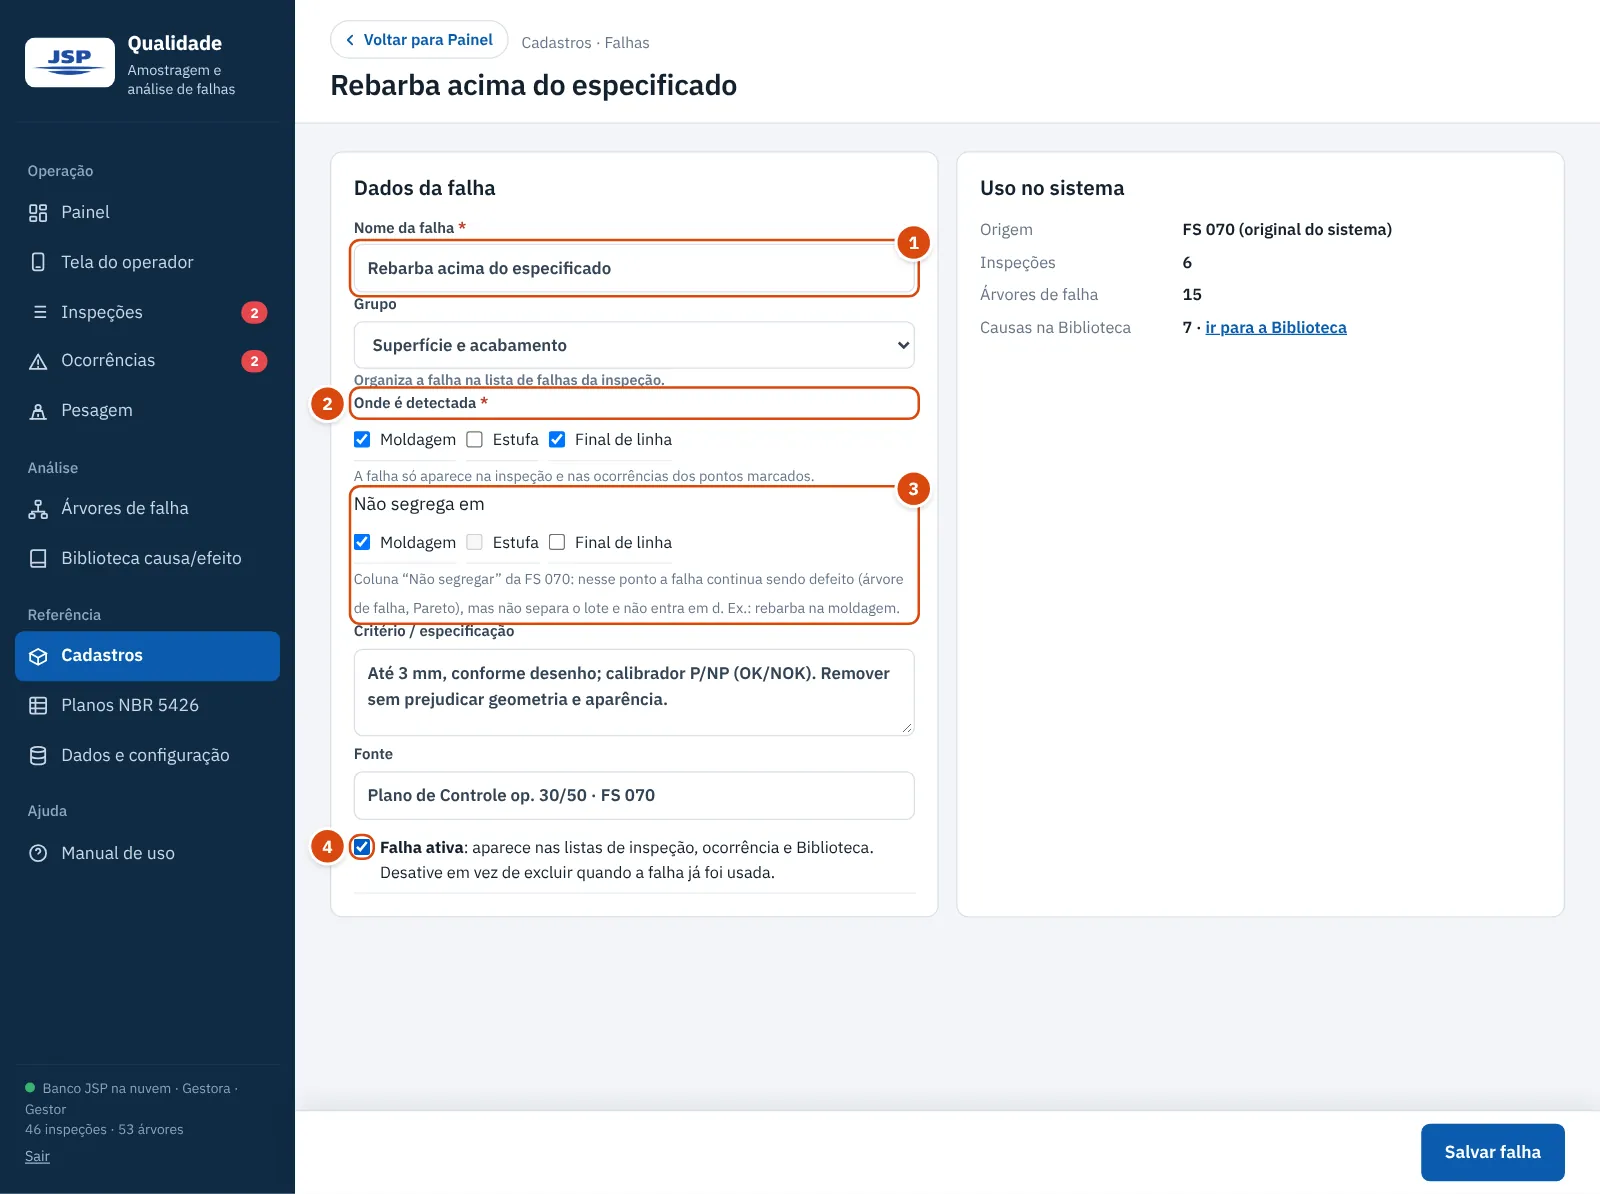 JSP
Qualidade
Amostragem e
análise de falhas
Operação
Painel
Tela do operador
Inspeções 2
Ocorrências 2
Pesagem
Análise
Árvores de falha
Biblioteca causa/efeito
Referência
Cadastros
Planos NBR 5426
Dados e configuração
Ajuda
Manual de uso
Banco JSP na nuvem · Gestora ·
Gestor
46 inspeções · 53 árvores
Sair
Voltar para Painel
Cadastros · Falhas
Rebarba acima do especificado
Dados da falha
Nome da falha *
1
Rebarba acima do especificado
Grupo
Superfície e acabamento
Organiza a falha na lista de falhas da inspeção.
2
Onde é detectada *
Moldagem Estufa Final de linha
A falha só aparece na inspeção e nas ocorrências dos pontos marcados.
3
Não segrega em
Moldagem Estufa Final de linha
Coluna “Não segregar” da FS 070: nesse ponto a falha continua sendo defeito (árvore
de falha, Pareto), mas não separa o lote e não entra em d. Ex.: rebarba na moldagem.
Critério / especificação
Até 3 mm, conforme desenho; calibrador P/NP (OK/NOK). Remover
sem prejudicar geometria e aparência.
Fonte
Plano de Controle op. 30/50 · FS 070
4
Falha ativa: aparece nas listas de inspeção, ocorrência e Biblioteca.
Desative em vez de excluir quando a falha já foi usada.
Uso no sistema
Origem FS 070 (original do sistema)
Inspeções 6
Árvores de falha 15
Causas na Biblioteca 7 · ir para a Biblioteca
Salvar falha